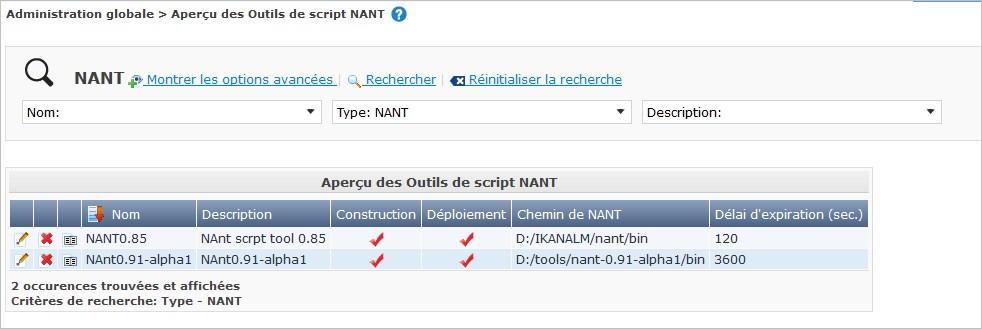 Administration globale > Aperçu des Outils de script NANT ?
NANT Montrer les options avancées | Rechercher | Réinitialiser la recherche
Nom: Type: NANT Description:
Aperçu des Outils de script NANT
Nom Description Construction Déploiement Chemin de NANT Délai d'expiration (sec.)
NANT0.85 NAnt scrpt tool 0.85 D:/IKANALM/nant/bin 120
NAnt0.91-alpha1 NAnt0.91-alpha1 D:/tools/nant-0.91-alpha1/bin 3600
2 occurences trouvées et affichées
Critères de recherche: Type - NANT